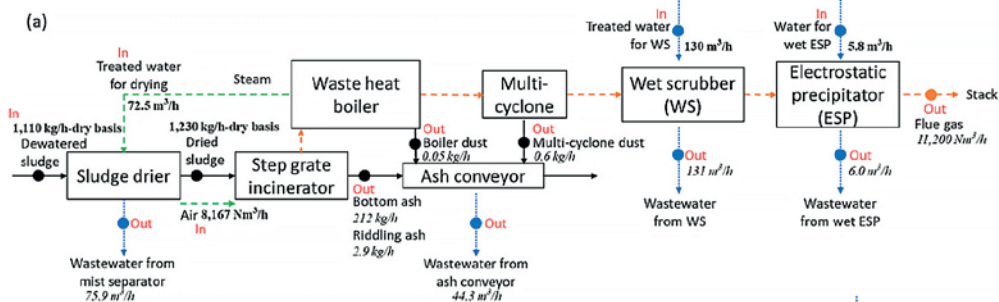 (a)
In
Treated water
for drying
72.5 m³/h
Steam
In
1,110 kg/h-dry basis
Dewatered
sludge
Sludge drier
1,230 kg/h-dry basis
Dried
sludge
Air 8,167 Nm³/h
In
Out
Wastewater from
mist separator
75.9 m³/h
Step grate
incinerator
Out
Bottom ash
212 kg/h
Riddling ash
2.9 kg/h
Waste heat
boiler
Out
Boiler dust
0.05 kg/h
Multi-
cyclone
Out
Multi-cyclone dust
0.6 kg/h
Ash conveyor
Out
Wastewater from
ash conveyor
44.3 m³/h
In
Treated water
for WS
130 m³/h
Wet scrubber
(WS)
Out
131 m³/h
Wastewater
from WS
In
Water for
wet ESP
5.8 m³/h
Electrostatic
precipitator
(ESP)
Out
6.0 m³/h
Wastewater
from wet ESP
Stack
Out
Flue gas
11,200 Nm³/h